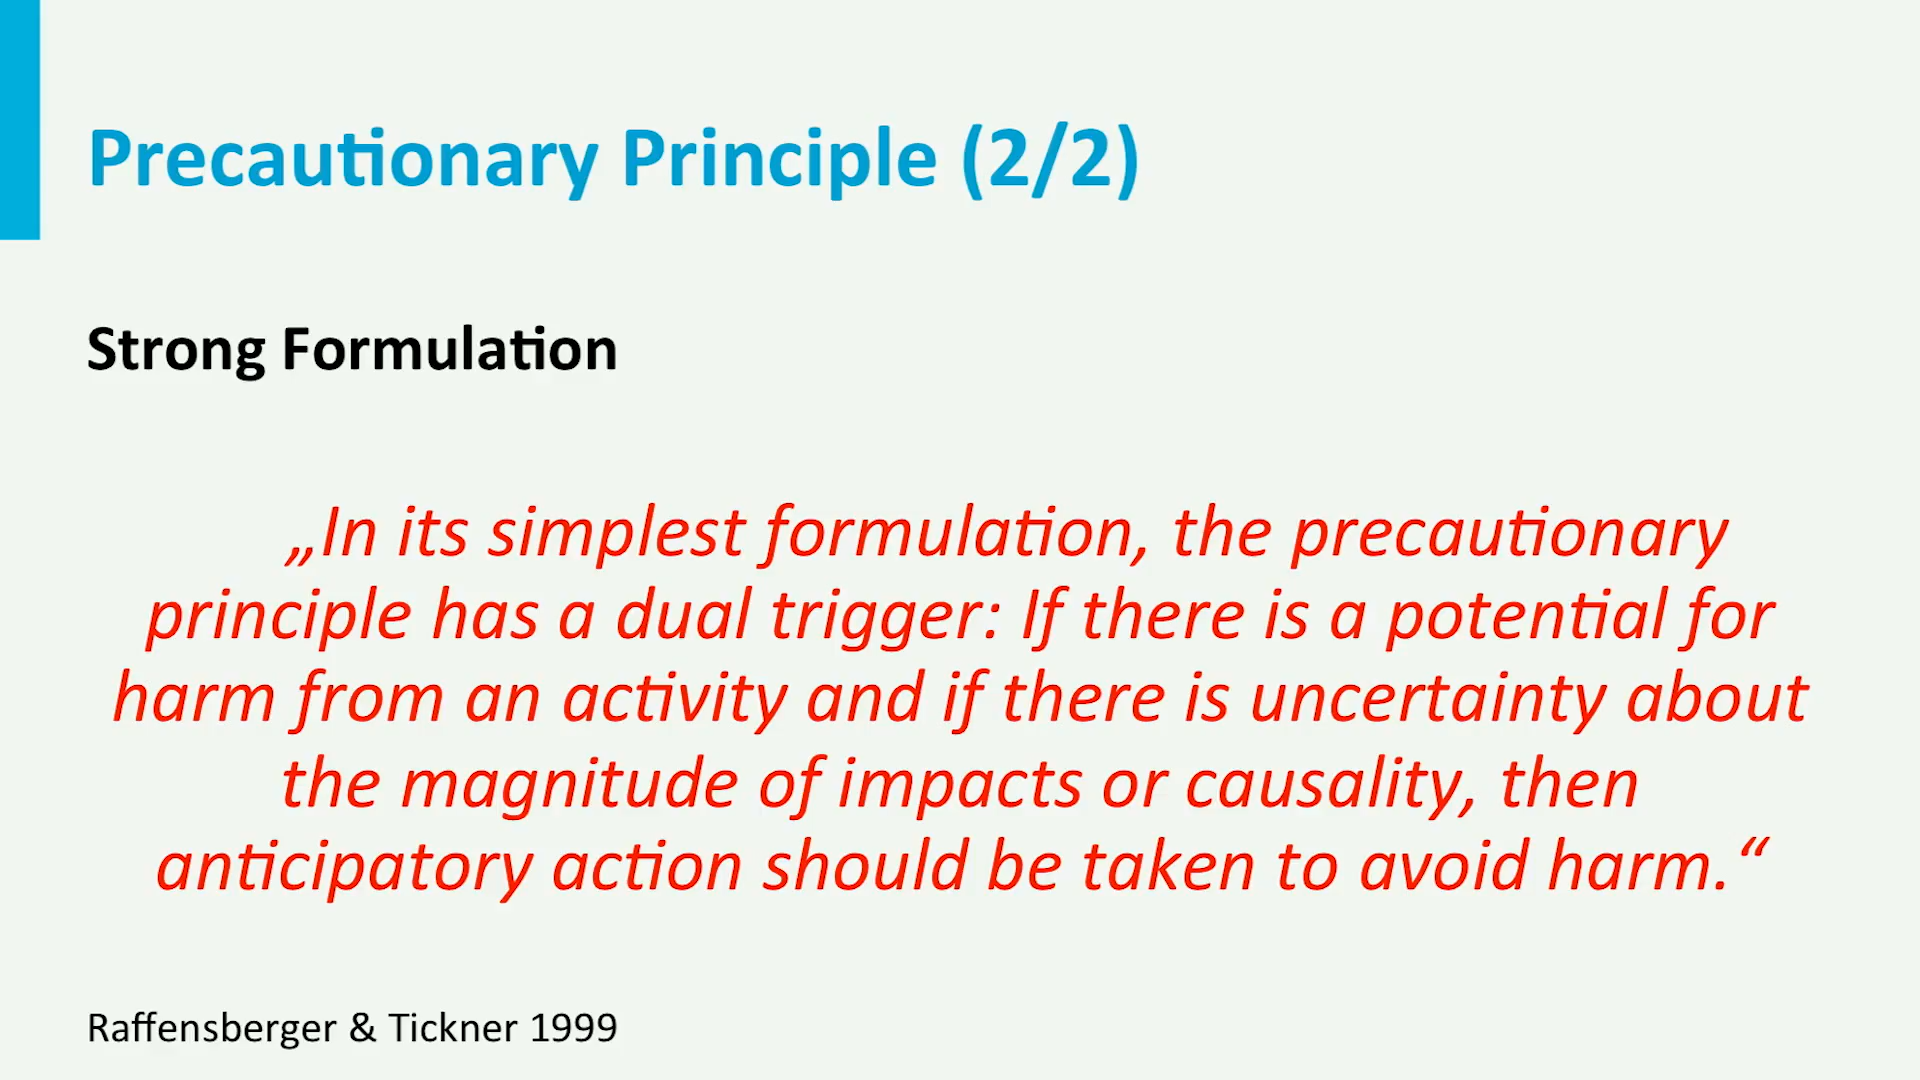 Precautionary Principle (2/2)
Strong Formulation
„In its simplest formulation, the precautionary
principle has a dual trigger: If there is a potential for
harm from an activity and if there is uncertainty about
the magnitude of impacts or causality, then
anticipatory action should be taken to avoid harm.“
Raffensberger & Tickner 1999